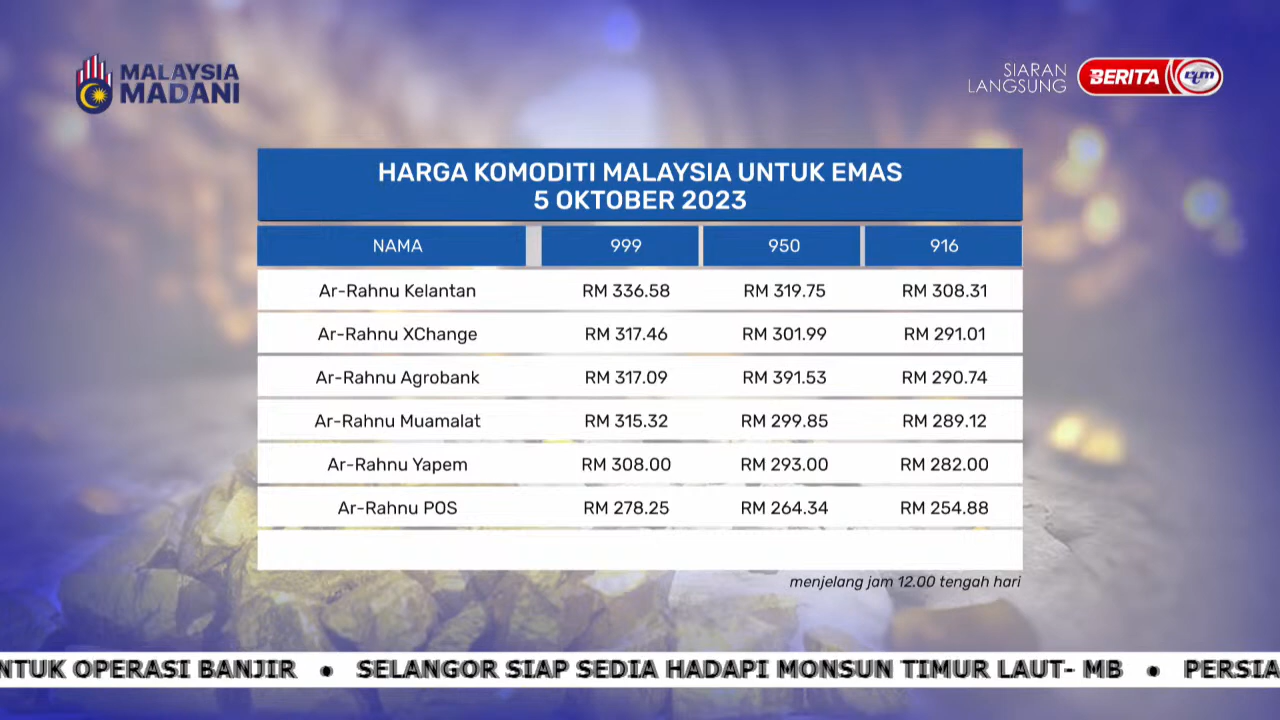 MALAYSIA
MADANI
SIARAN
LANGSUNG
BERITA rtm
HARGA KOMODITI MALAYSIA UNTUK EMAS
5 OKTOBER 2023
NAMA 999 950 916
Ar-Rahnu Kelantan RM 336.58 RM 319.75 RM 308.31
Ar-Rahnu XChange RM 317.46 RM 301.99 RM 291.01
Ar-Rahnu Agrobank RM 317.09 RM 391.53 RM 290.74
Ar-Rahnu Muamalat RM 315.32 RM 299.85 RM 289.12
Ar-Rahnu Yapem RM 308.00 RM 293.00 RM 282.00
Ar-Rahnu POS RM 278.25 RM 264.34 RM 254.88
menjelang jam 12.00 tengah hari
NTUK OPERASI BANJIR • SELANGOR SIAP SEDIA HADAPI MONSUN TIMUR LAUT- MB • PERSIA